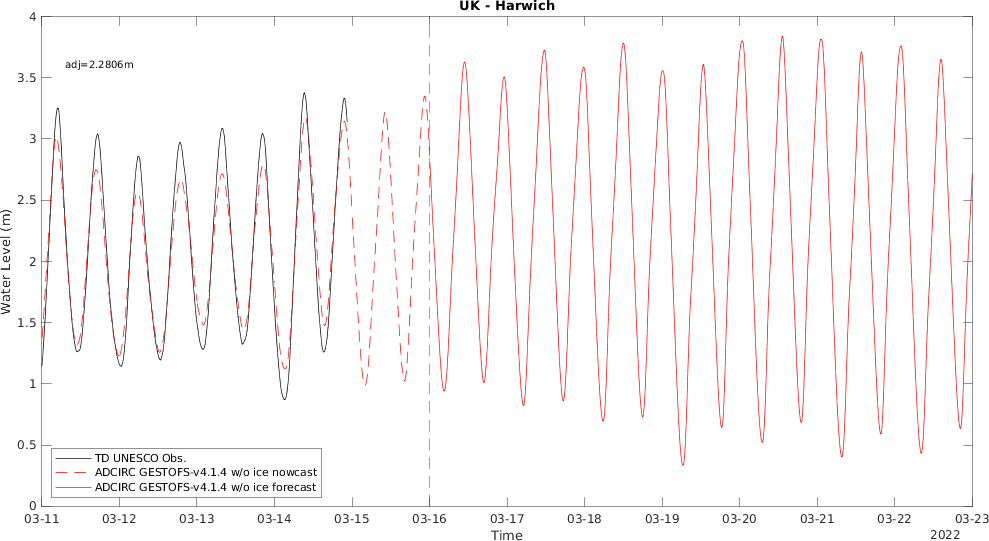 UK - Harwich
adj=2.2806m
Water Level (m)
4
3.5
3
2.5
2
1.5
1
0.5
0
TD UNESCO Obs.
ADCIRC GESTOFS-v4.1.4 w/o ice nowcast
ADCIRC GESTOFS-v4.1.4 w/o ice forecast
03-11 03-12 03-13 03-14 03-15 03-16 03-17 03-18 03-19 03-20 03-21 03-22 03-23
Time
2022